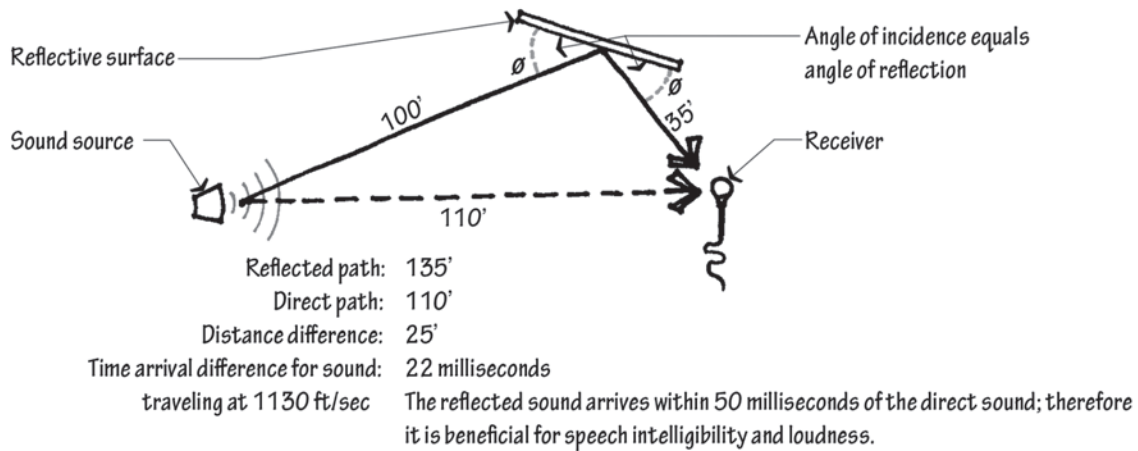 Reflective surface
Angle of incidence equals
angle of reflection
ø
ø
100'
35'
Sound source
Receiver
110'
Reflected path: 135'
Direct path: 110'
Distance difference: 25'
Time arrival difference for sound: 22 milliseconds
traveling at 1130 ft/sec The reflected sound arrives within 50 milliseconds of the direct sound; therefore
it is beneficial for speech intelligibility and loudness.